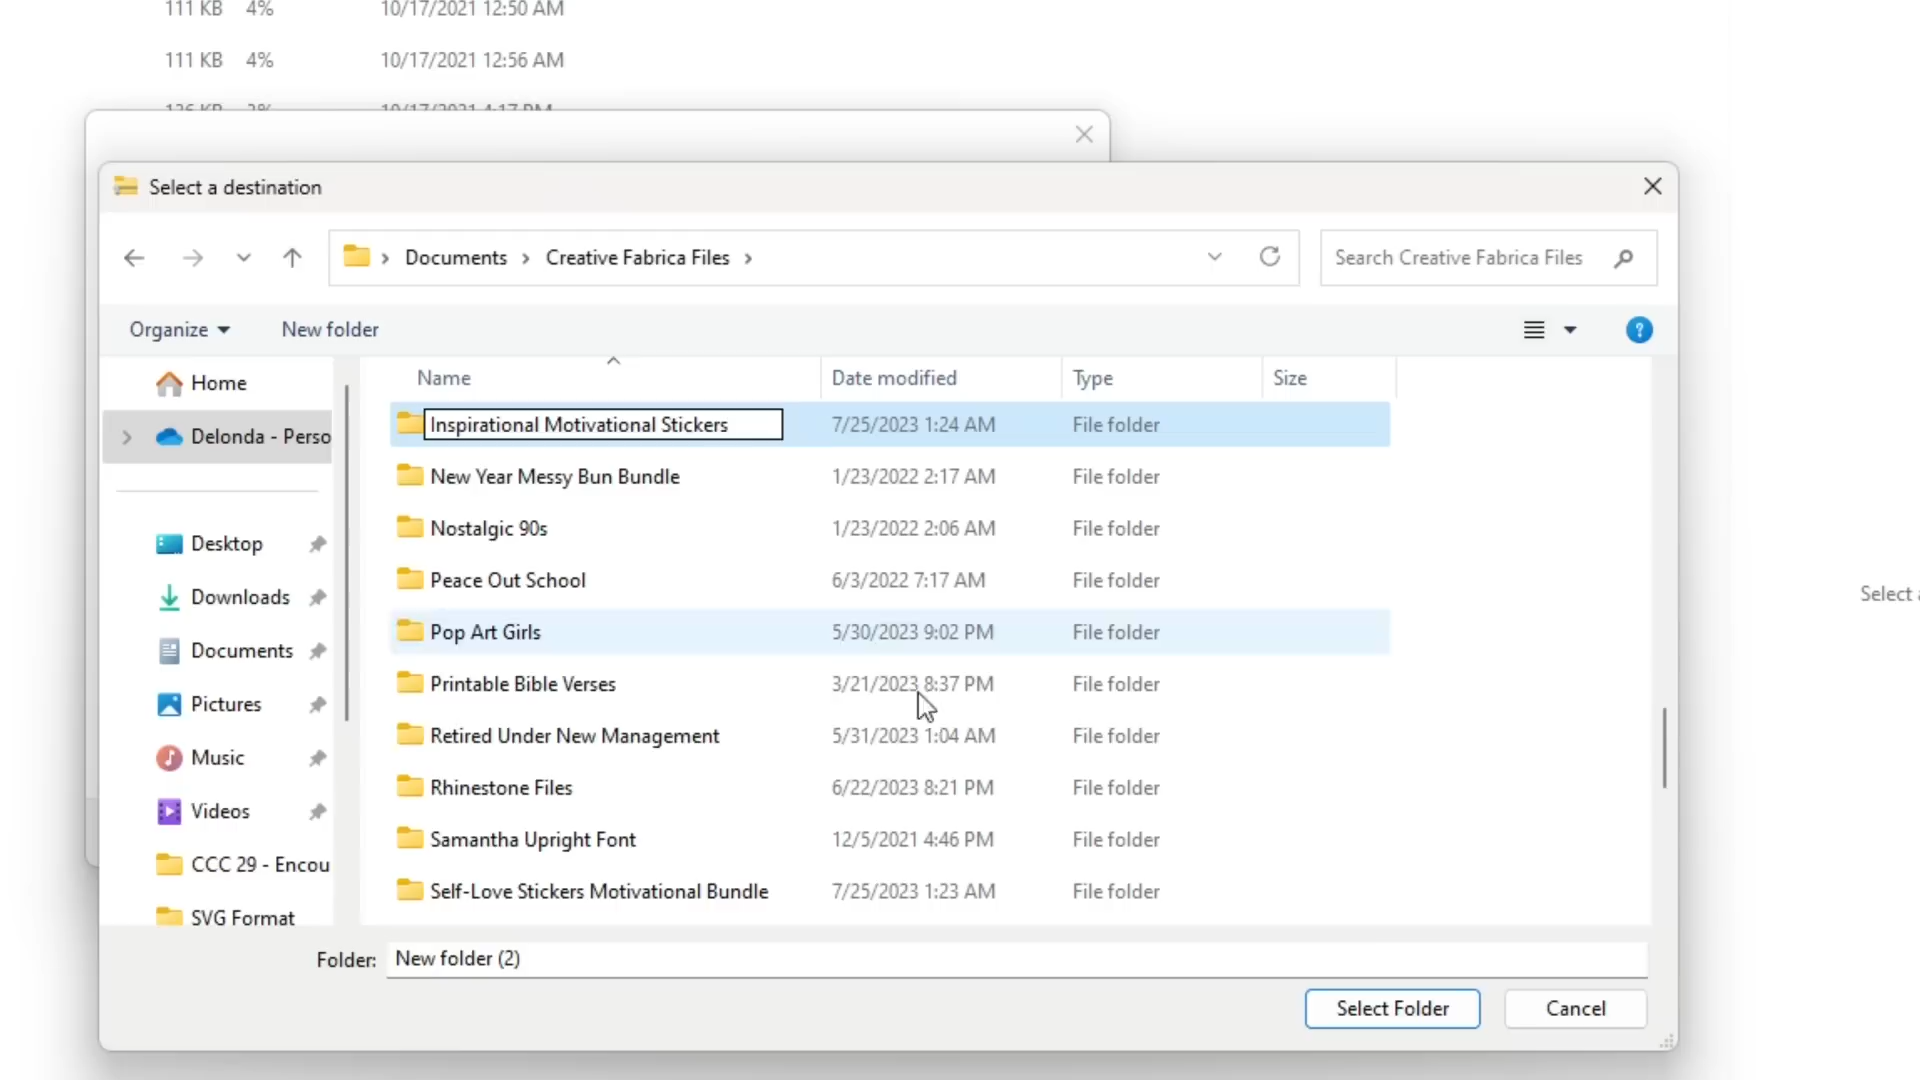 111 KB 4% 10/17/2021 12:50 AM
111 KB 4% 10/17/2021 12:56 AM
136 KB 3% 10/17/2021 4:17 PM
Select a destination
Documents Creative Fabrica Files
Search Creative Fabrica Files
Organize New folder
Name Date modified Type Size
Home
Delonda - Perso
Desktop
Downloads
Documents
Pictures
Music
Videos
CCC 29 - Encou
SVG Format
Inspirational Motivational Stickers 7/25/2023 1:24 AM File folder
New Year Messy Bun Bundle 1/23/2022 2:17 AM File folder
Nostalgic 90s 1/23/2022 2:06 AM File folder
Peace Out School 6/3/2022 7:17 AM File folder
Pop Art Girls 5/30/2023 9:02 PM File folder
Printable Bible Verses 3/21/2023 8:37 PM File folder
Retired Under New Management 5/31/2023 1:04 AM File folder
Rhinestone Files 6/22/2023 8:21 PM File folder
Samantha Upright Font 12/5/2021 4:46 PM File folder
Self-Love Stickers Motivational Bundle 7/25/2023 1:23 AM File folder
Select a
Folder: New folder (2)
Select Folder Cancel